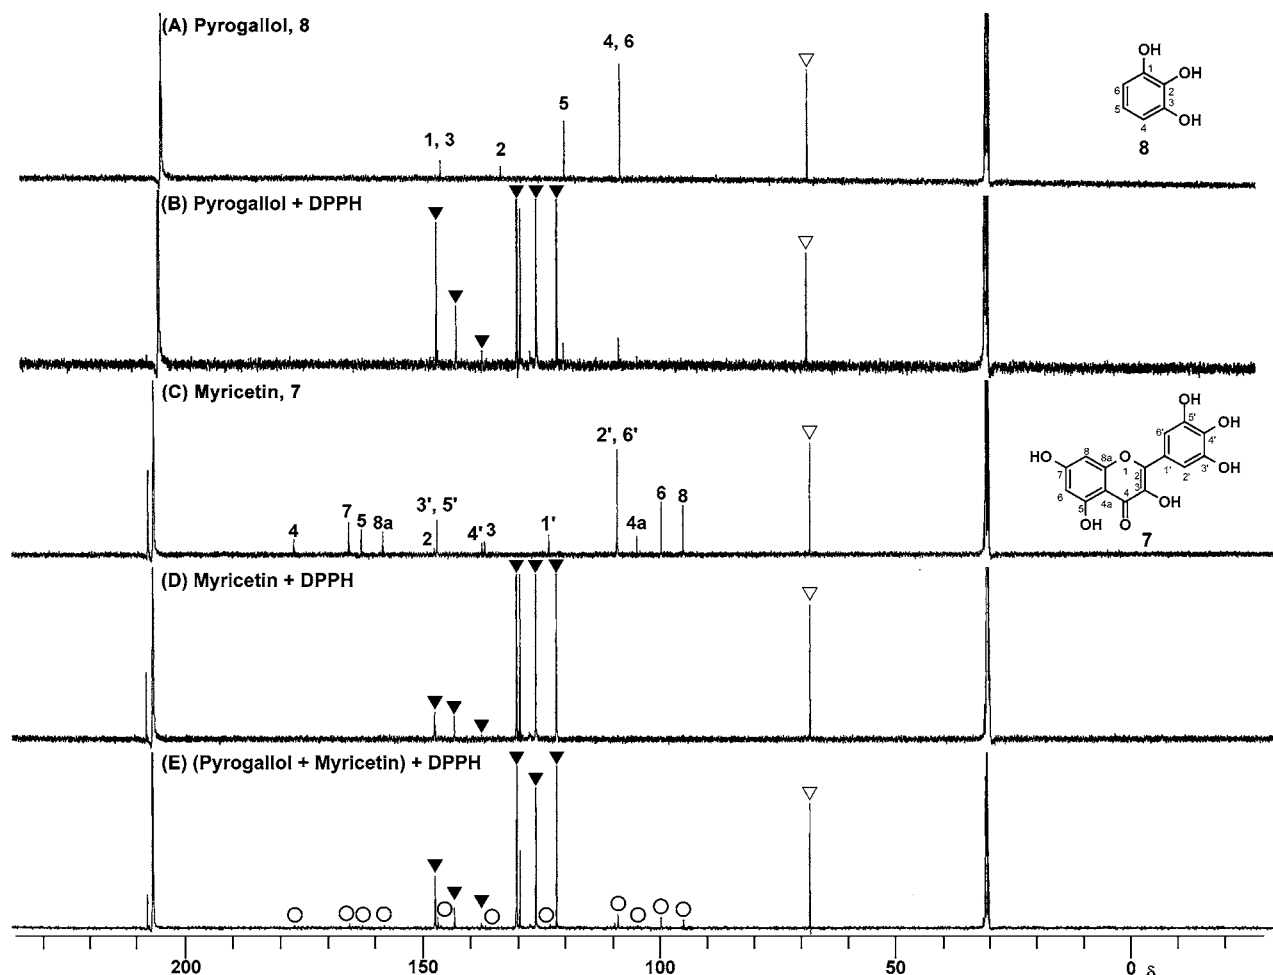 (A) Pyrogallol, 8
1, 3
2
5
4, 6
OH
OH
OH
1
2
3
4
5
6
8
(B) Pyrogallol + DPPH
(C) Myricetin, 7
4
7
5
8a
2
3', 5'
4'
3
1'
2', 6'
4a
6
8
OH
OH
OH
HO
OH
OH
O
O
5'
4'
3'
2'
1'
6'
8
8a
1
7
6
5
4a
4
3
2
7
(D) Myricetin + DPPH
(E) (Pyrogallol + Myricetin) + DPPH
200
150
100
50
0
δ